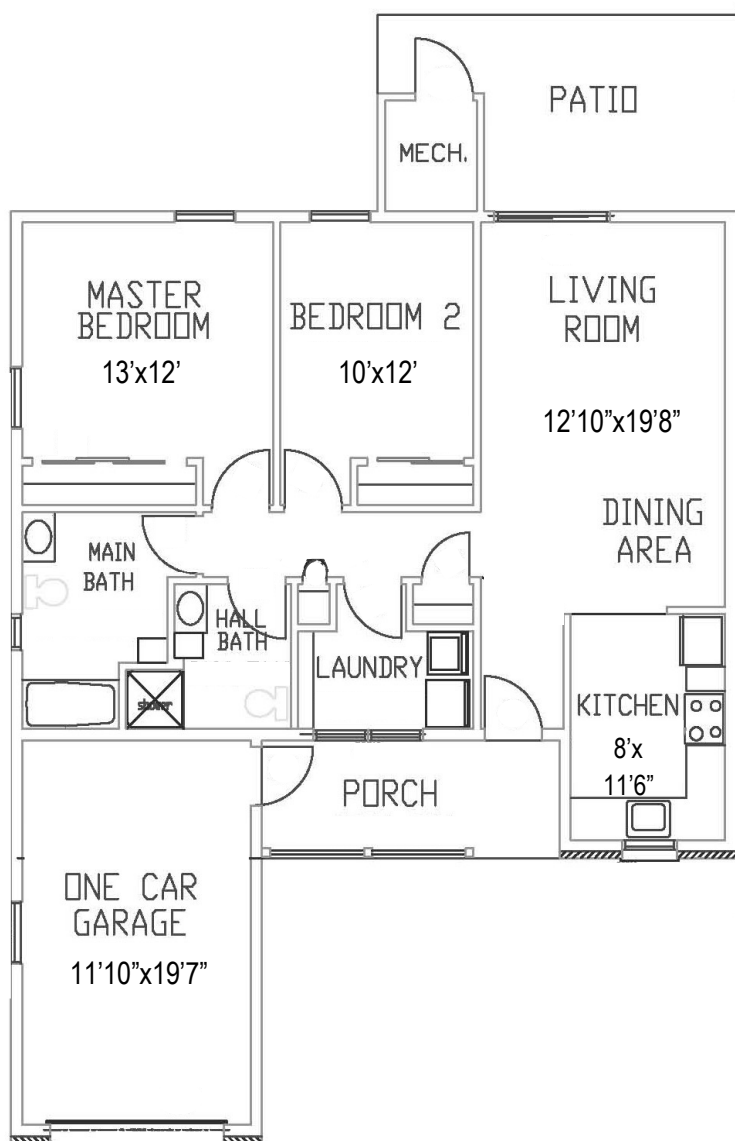 PATIO
MECH.
MASTER
BEDROOM
13'x12'
BEDROOM 2
10'x12'
LIVING
ROOM
12'10"x19'8"
DINING
AREA
MAIN
BATH
HALL
BATH
shower
LAUNDRY
KITCHEN
8'x
11'6"
PORCH
ONE CAR
GARAGE
11'10"x19'7"